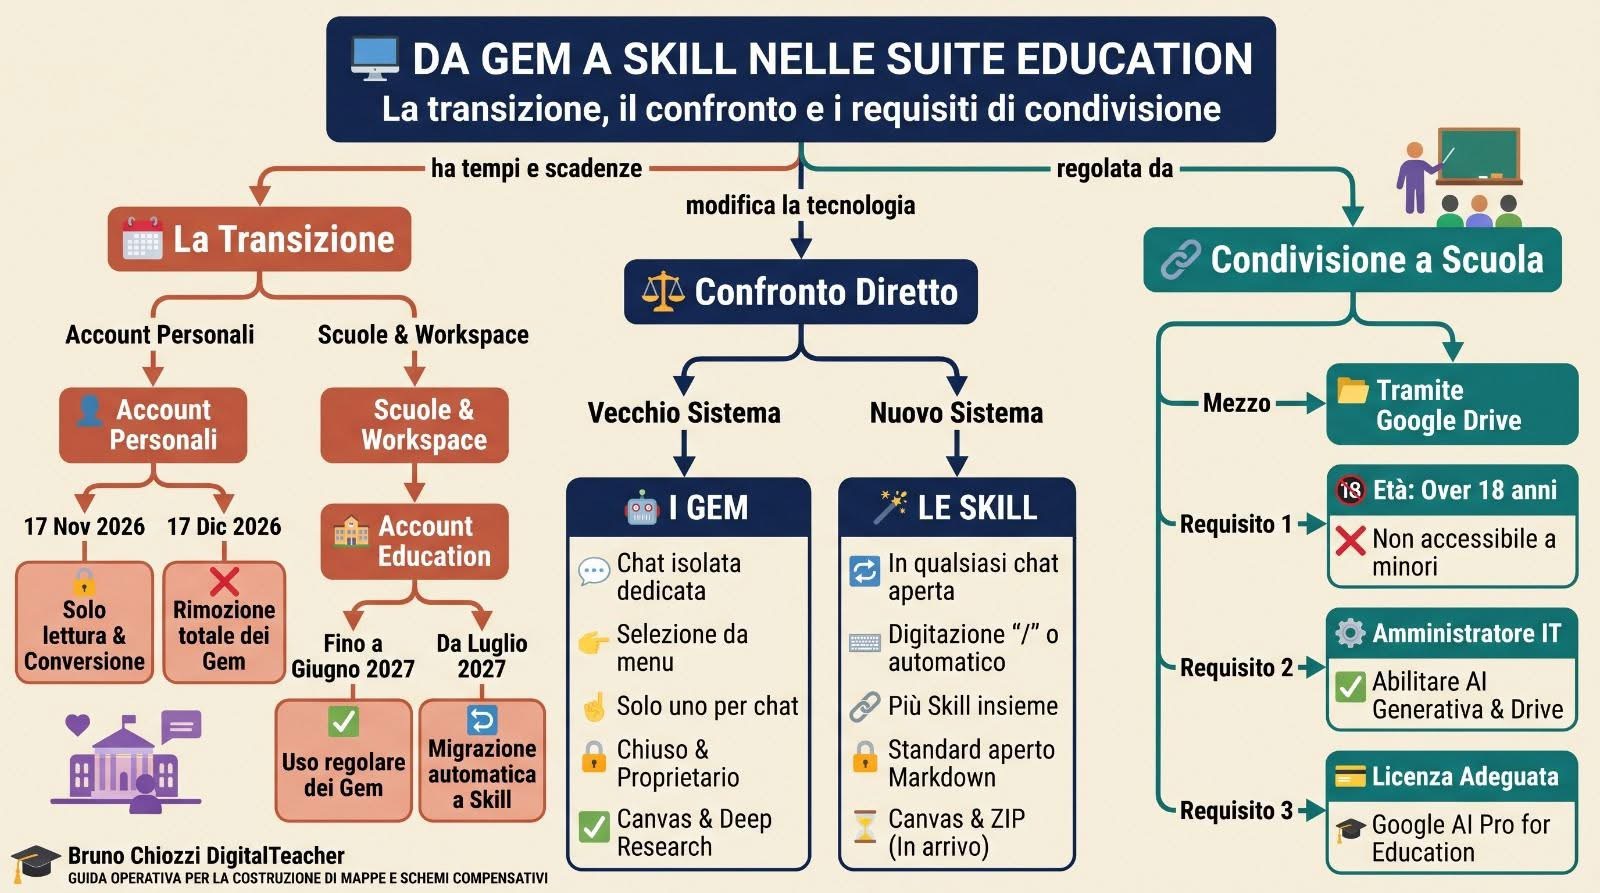 DA GEM A SKILL NELLE SUITE EDUCATION
La transizione, il confronto e i requisiti di condivisione
ha tempi e scadenze
modifica la tecnologia
regolata da
La Transizione
Account Personali
Scuole & Workspace
Account
Personali
Scuole &
Workspace
17 Nov 2026
17 Dic 2026
Solo
lettura &
Conversione
Rimozione
totale dei
Gem
Account
Education
Fino a
Giugno 2027
Da Luglio
2027
Uso regolare
dei Gem
Migrazione
automatica
a Skill
Confronto Diretto
Vecchio Sistema
Nuovo Sistema
I GEM
Chat isolata
dedicata
Selezione da
menu
Solo uno per chat
Chiuso &
Proprietario
Canvas & Deep
Research
LE SKILL
In qualsiasi chat
aperta
Digitazione “/” o
automatico
Più Skill insieme
Standard aperto
Markdown
Canvas & ZIP
(In arrivo)
Condivisione a Scuola
Mezzo
Tramite
Google Drive
Requisito 1
18
Età: Over 18 anni
Non accessibile a
minori
Requisito 2
Amministratore IT
Abilitare AI
Generativa & Drive
Requisito 3
Licenza Adeguata
Google AI Pro for
Education
Bruno Chiozzi DigitalTeacher
GUIDA OPERATIVA PER LA COSTRUZIONE DI MAPPE E SCHEMI COMPENSATIVI